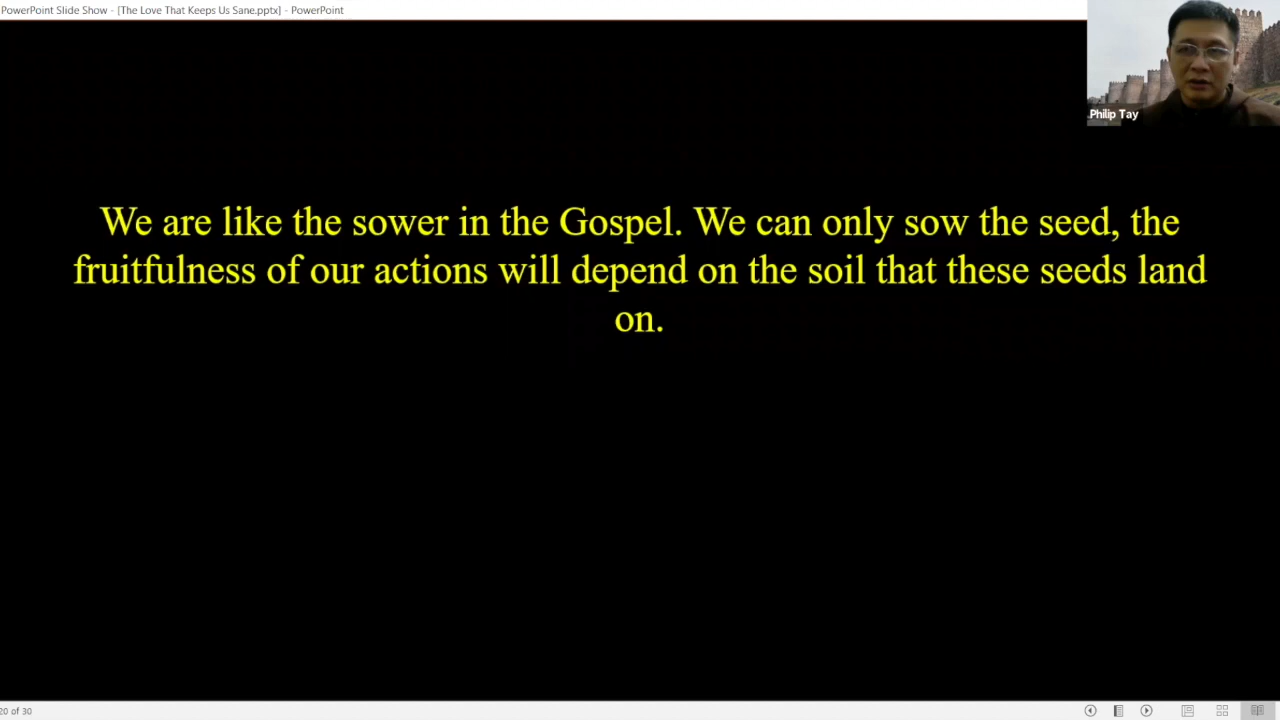 PowerPoint Slide Show - [The Love That Keeps Us Sane.pptx] - PowerPoint
Philip Tay
We are like the sower in the Gospel. We can only sow the seed, the
fruitfulness of our actions will depend on the soil that these seeds land
on.
20 of 30